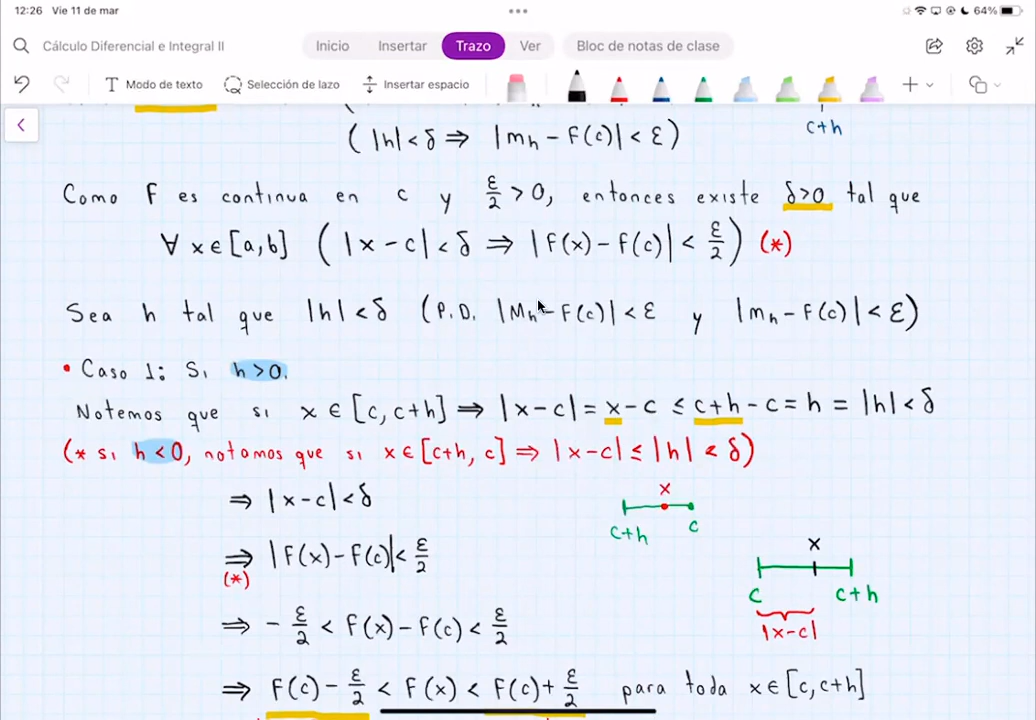 12:26 Vie 11 de mar 64%
Cálculo Diferencial e Integral II Inicio Insertar Trazo Ver Bloc de notas de clase
Modo de texto Selección de lazo Insertar espacio
c+h
( |h| < δ ⇒ |m_h - f(c)| < ε )
Como f es continua en c y ε/2 > 0, entonces existe δ>0 tal que
∀ x ∈ [a,b] ( |x - c| < δ ⇒ |f(x) - f(c)| < ε/2 ) (*)
Sea h tal que |h| < δ (P.D. |M_h - f(c)| < ε y |m_h - f(c)| < ε)
• Caso 1: Si h > 0.
Notemos que si x ∈ [c, c+h] ⇒ |x - c| = x - c ≤ c+h - c = h = |h| < δ
(* si h < 0, notamos que si x ∈ [c+h, c] ⇒ |x-c| ≤ |h| < δ)
⇒ |x - c| < δ
x
c+h c
⇒ |f(x) - f(c)| < ε/2
(*)
x
c c+h
|x-c|
⇒ - ε/2 < f(x) - f(c) < ε/2
⇒ f(c) - ε/2 < f(x) < f(c) + ε/2 para toda x ∈ [c, c+h]